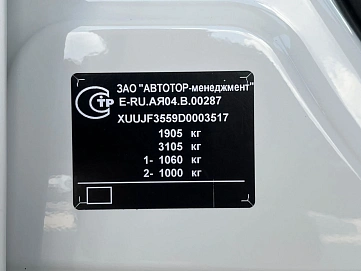 ЗАО "АВТОТОР-менеджмент"
E-RU.АЯ04.В.00287
XUUJF3559D0003517
1905 кг
3105 кг
1- 1060 кг
2- 1000 кг